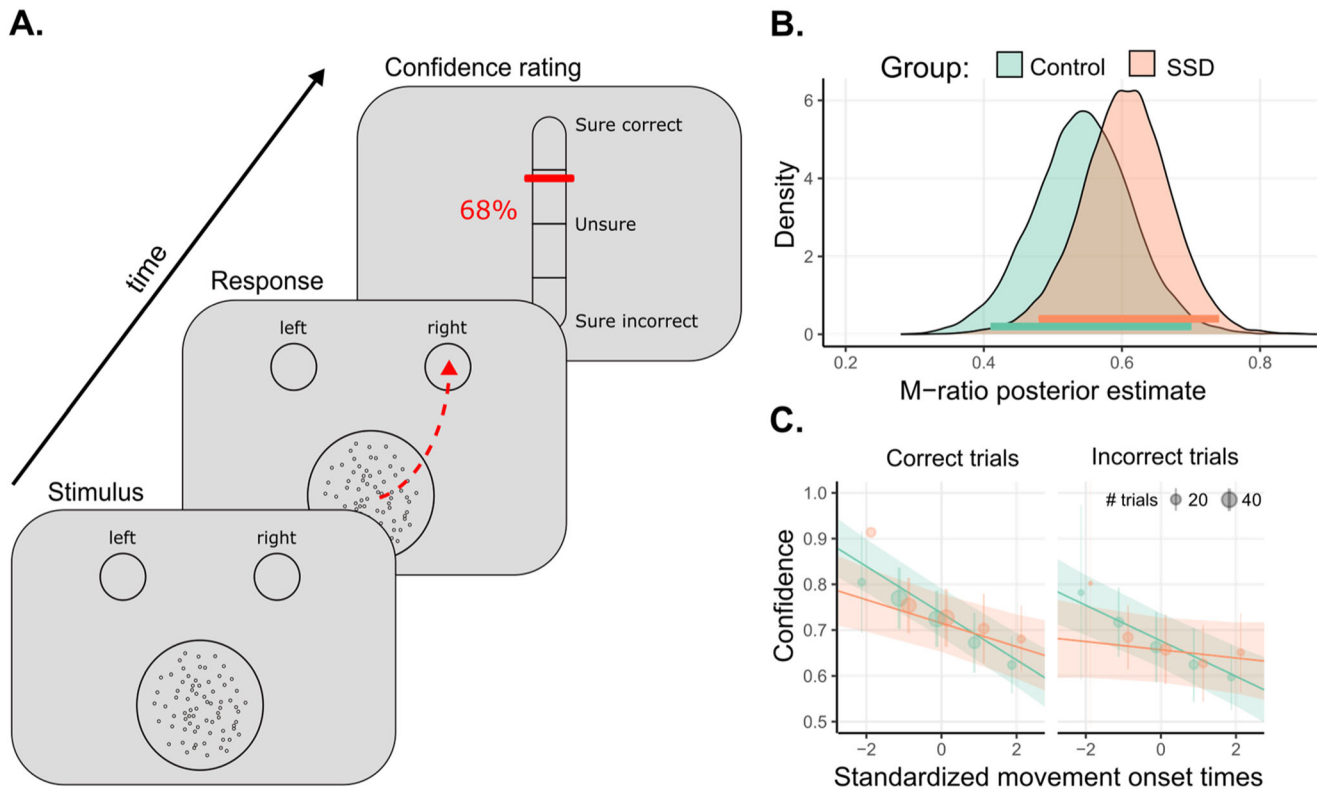 A.
Confidence rating
Sure correct
68%
Unsure
Sure incorrect
time
Response
left right
Stimulus
left right
B.
Group: Control SSD
6
4
2
0
Density
0.2 0.4 0.6 0.8
M−ratio posterior estimate
C.
Correct trials Incorrect trials
# trials 20 40
1.0
0.9
0.8
0.7
0.6
0.5
Confidence
−2 0 2 −2 0 2
Standardized movement onset times